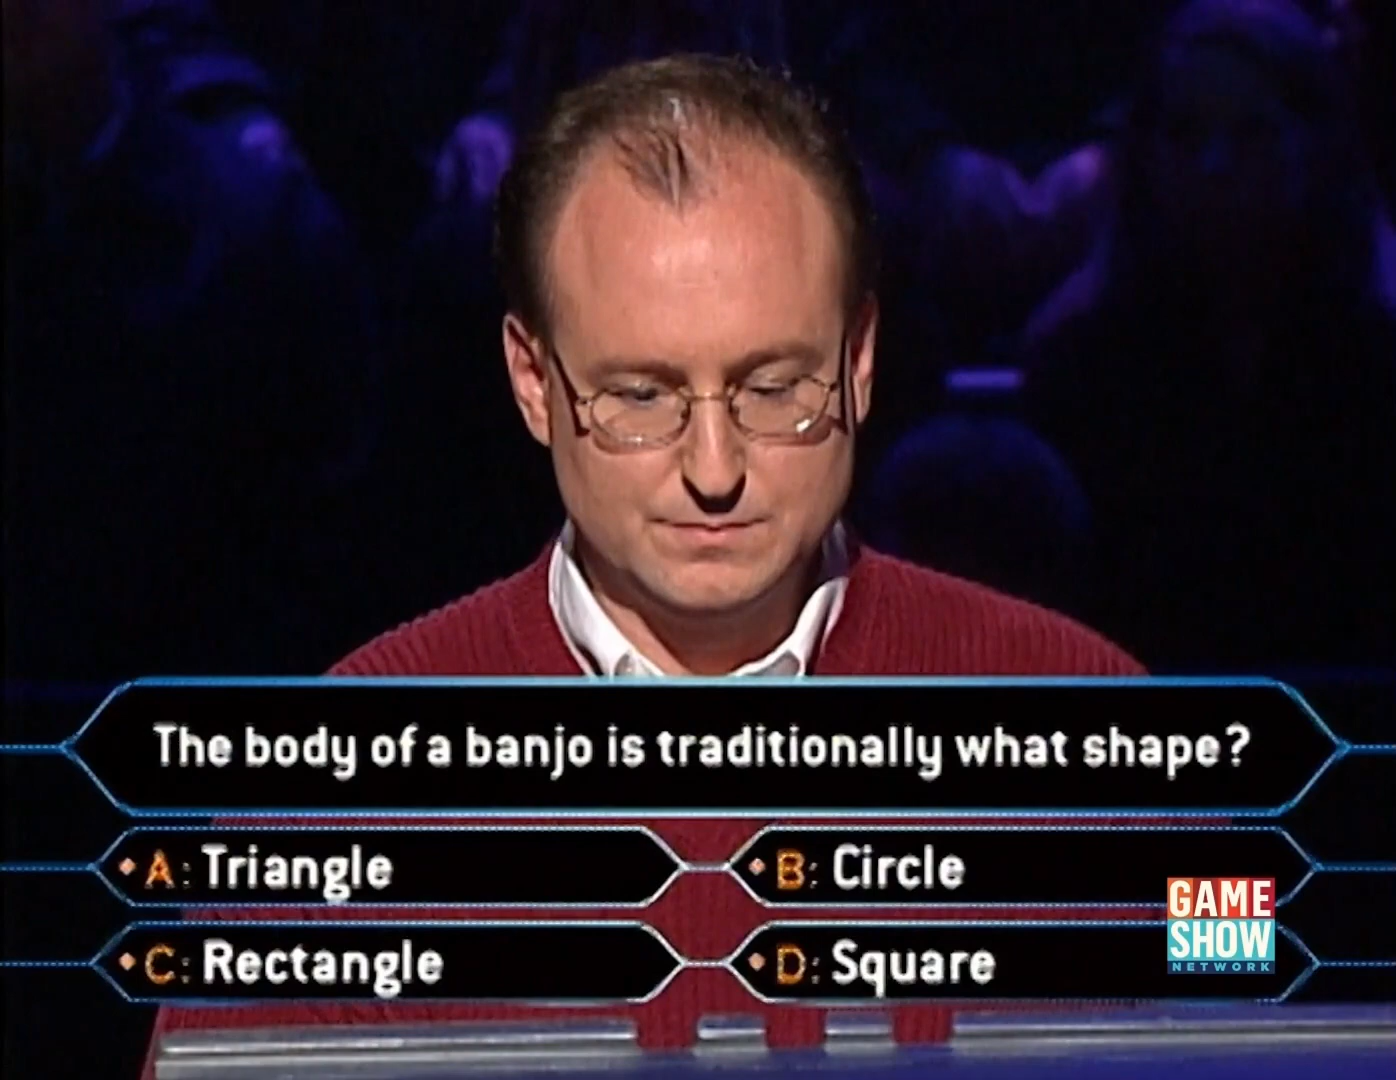 The body of a banjo is traditionally what shape?
A: Triangle
B: Circle
C: Rectangle
D: Square
GAME
SHOW
NETWORK